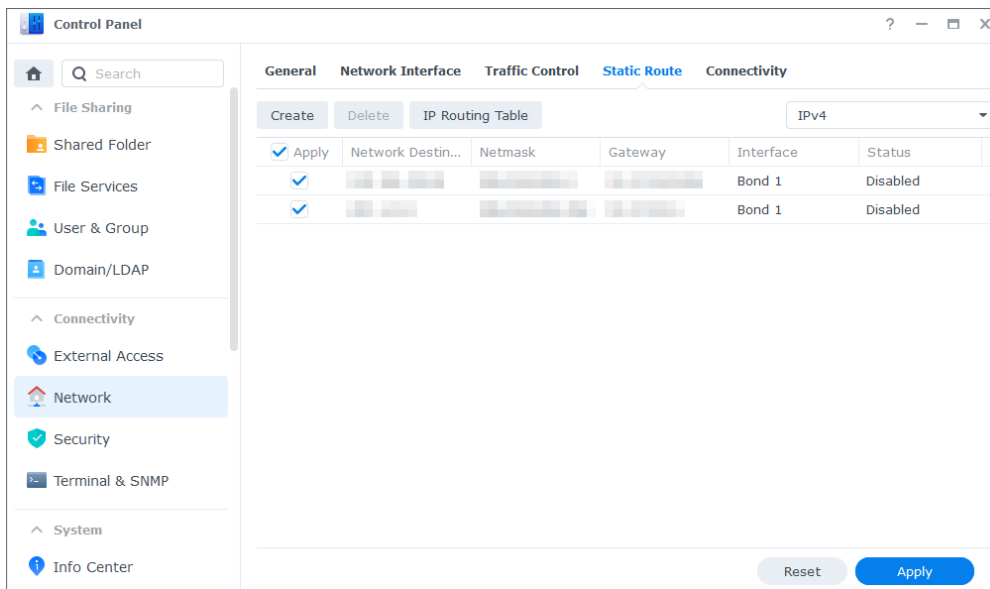 Control Panel
Search
General Network Interface Traffic Control Static Route Connectivity
File Sharing
Create Delete IP Routing Table IPv4
Shared Folder
Apply Network Destin... Netmask Gateway Interface Status
File Services
Bond 1 Disabled
User & Group
Bond 1 Disabled
Domain/LDAP
Connectivity
External Access
Network
Security
Terminal & SNMP
System
Info Center
Reset Apply